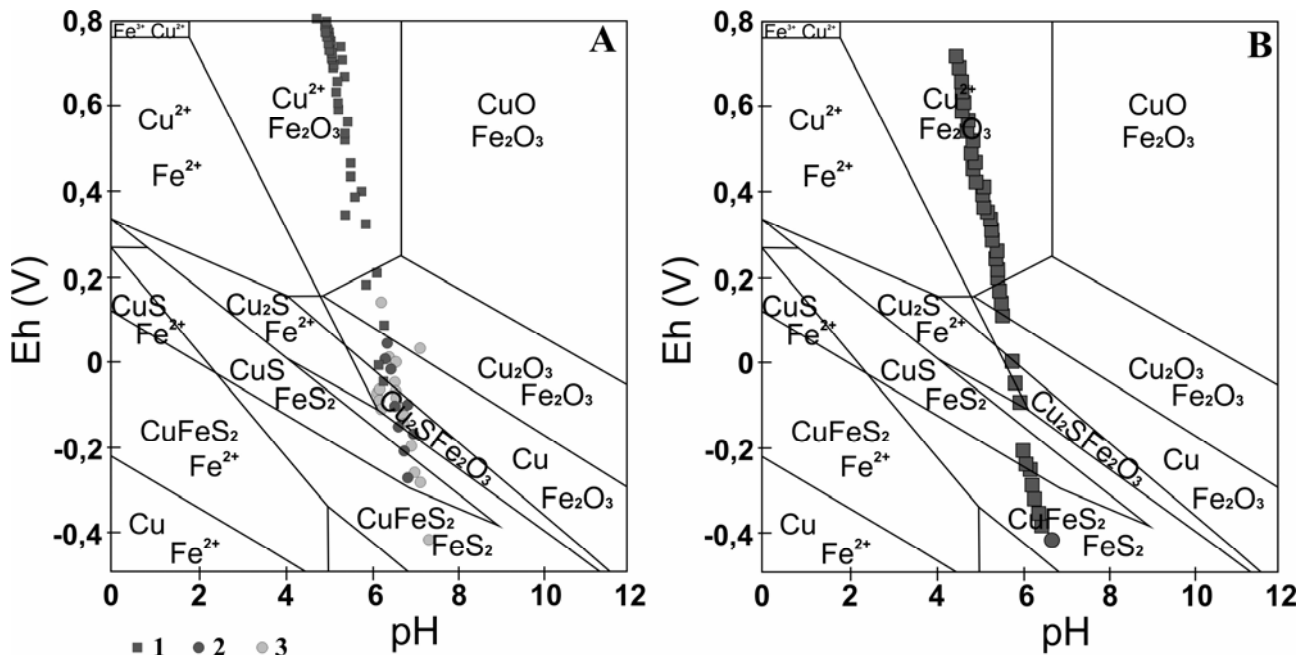 A
0,8
0,6
0,4
0,2
0
-0,2
-0,4
Eh (V)
Fe³⁺ Cu²⁺
Cu²⁺
Fe²⁺
Cu²⁺
Fe₂O₃
CuO
Fe₂O₃
CuS
Fe²⁺
Cu₂S
Fe²⁺
CuS
FeS₂
Cu₂O₃
Fe₂O₃
Cu₂SFe₂O₃
Cu
Fe₂O₃
CuFeS₂
Fe²⁺
CuFeS₂
FeS₂
Cu
Fe²⁺
0 2 4 6 8 10 12
pH
1 2 3
B
0,8
0,6
0,4
0,2
0
-0,2
-0,4
Eh (V)
Fe³⁺ Cu²⁺
Cu²⁺
Fe²⁺
Cu²⁺
Fe₂O₃
CuO
Fe₂O₃
CuS
Fe²⁺
Cu₂S
Fe²⁺
CuS
FeS₂
Cu₂O₃
Fe₂O₃
Cu₂SFe₂O₃
Cu
Fe₂O₃
CuFeS₂
Fe²⁺
CuFeS₂
FeS₂
Cu
Fe²⁺
0 2 4 6 8 10 12
pH